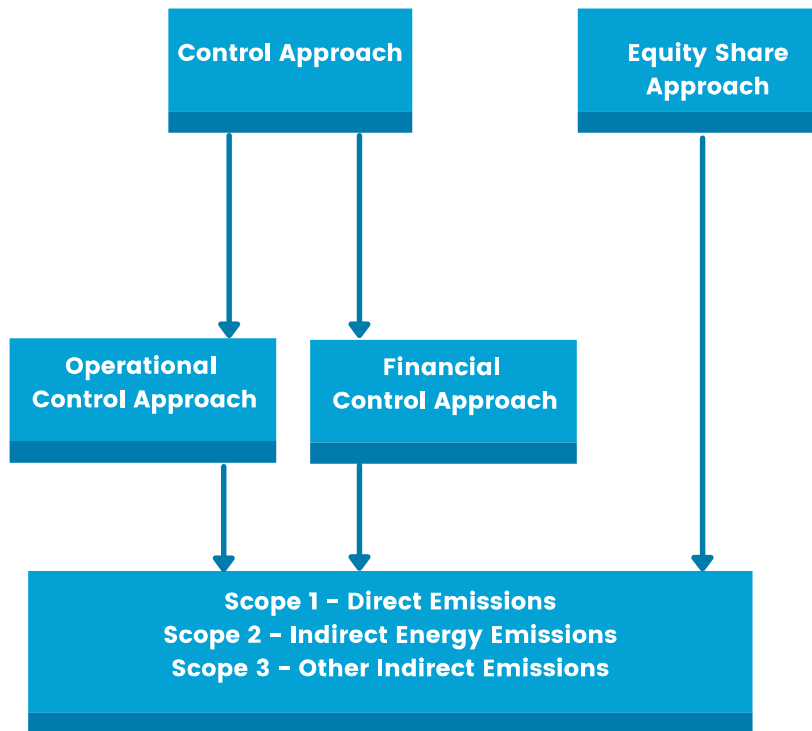 Control Approach
Equity Share
Approach
Operational
Control Approach
Financial
Control Approach
Scope 1 - Direct Emissions
Scope 2 - Indirect Energy Emissions
Scope 3 - Other Indirect Emissions